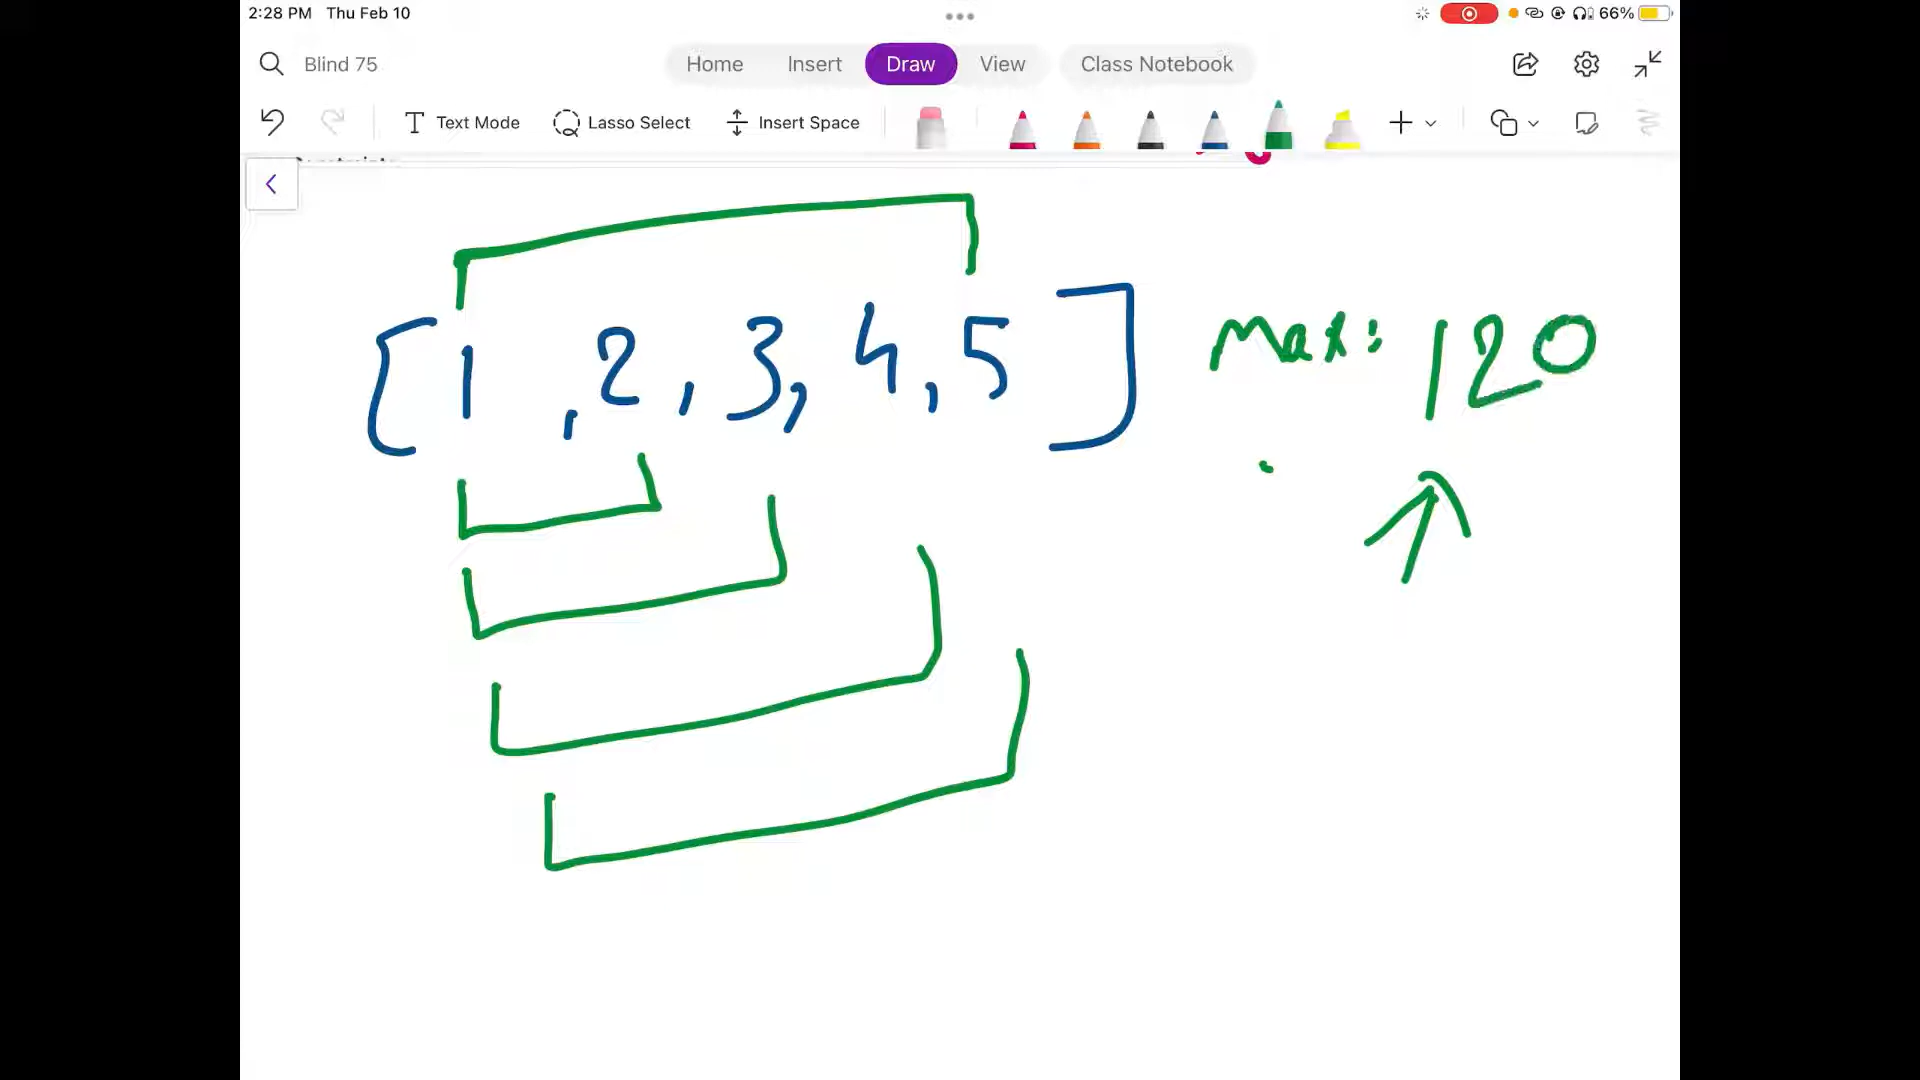 2:28 PM Thu Feb 10
66%
Blind 75
Home Insert Draw View Class Notebook
Text Mode Lasso Select Insert Space
[1, 2, 3, 4, 5]
Max: 120